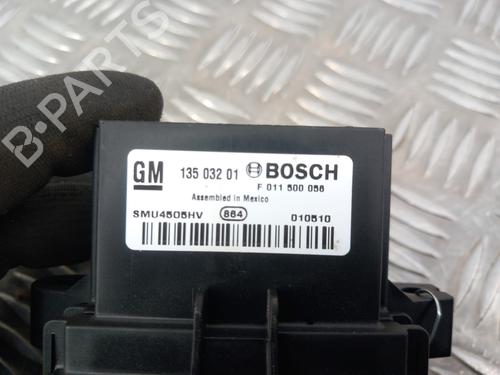 B-PARTS
GM 135 032 01 BOSCH
F 011 500 056
Assembled in Mexico
SMU4505HV 864 010510